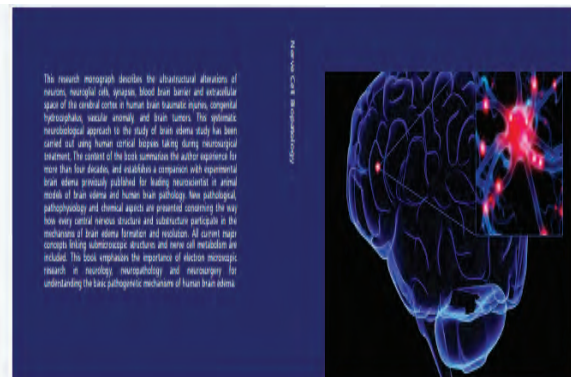 This research monograph describes the ultrastructural alterations of
neurons, neuroglial cells, synapses, blood brain barrier and extracellular
space of the cerebral cortex in human brain traumatic injuries, congenital
hydrocephalus, vascular anomaly, and brain tumors. This systematic
neurobiological approach to the study of brain edema study has been
carried out using human cortical biopsies taking during neurosurgical
treatment. The content of the book summarizes the author experience for
more than four decades, and establishes a comparison with experimental
brain edema previously published for leading neuroscientist in animal
models of brain edema and human brain pathology. New pathological,
pathophysiology and chemical aspects are presented concerning the way
how every central nervous structure and substructure participate in the
mechanisms of brain edema formation and resolution. All current major
concepts linking submicroscopic structures and nerve cell metabolism are
included. This book emphasizes the importance of electron microscopic
research in neurology, neuropathology and neurosurgery for
understanding the basic pathogenetic mechanisms of human brain edema.
Nerve Cell Biopathology